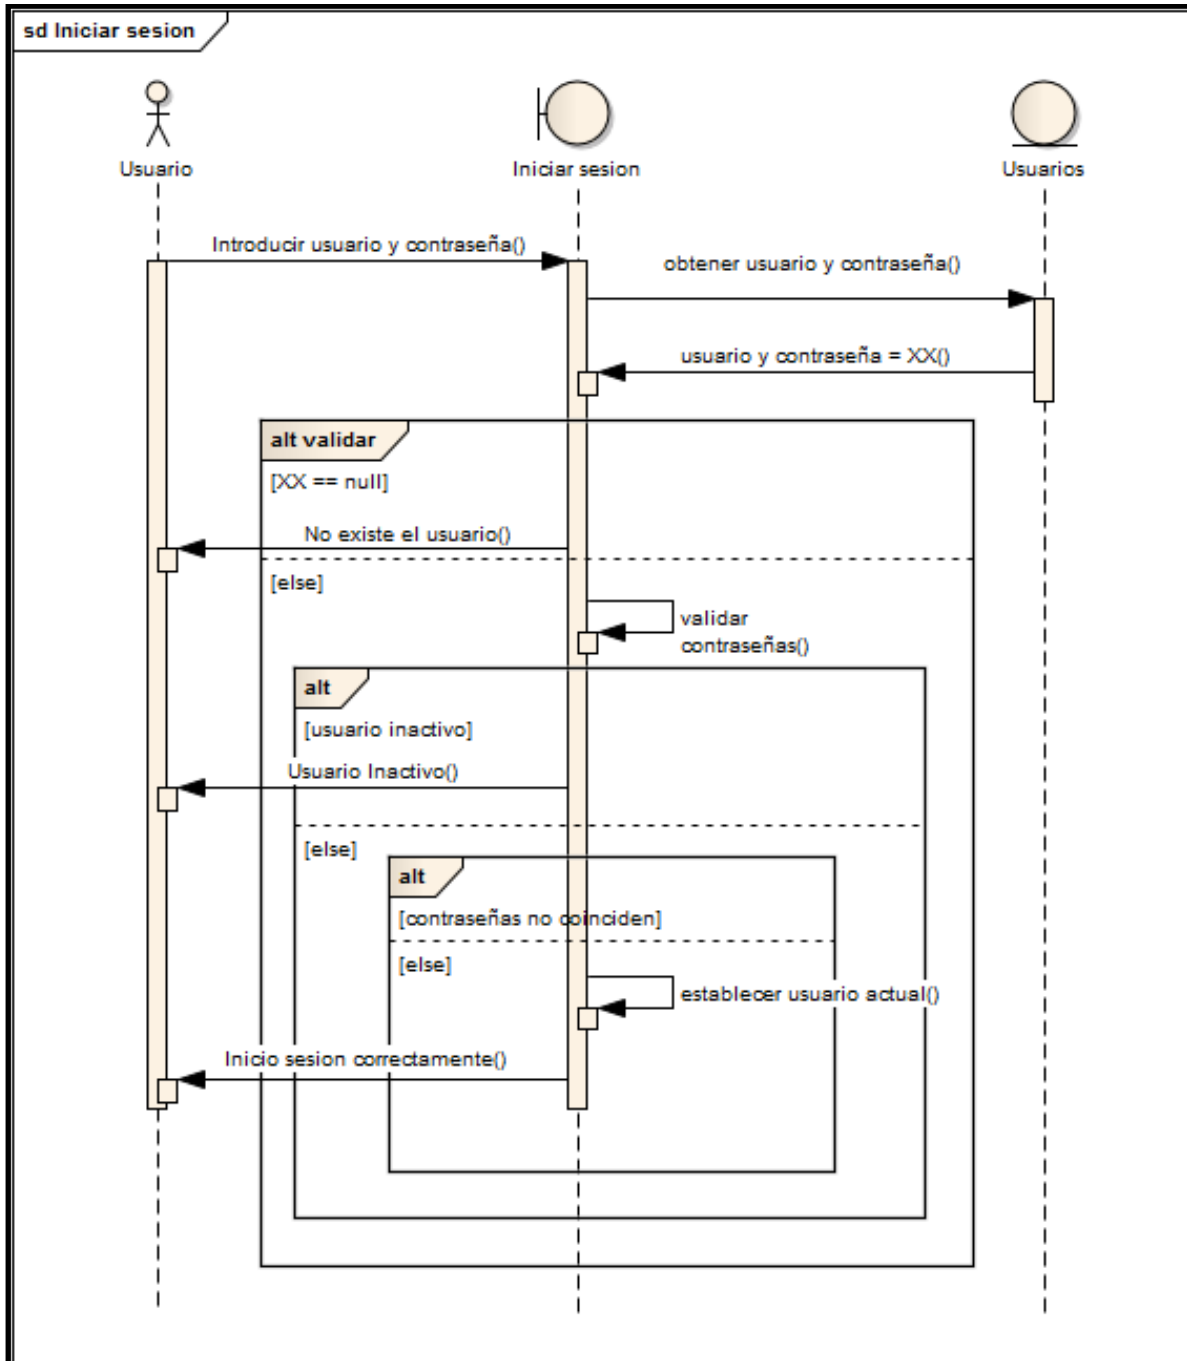 sd Iniciar sesion
Usuario
Iniciar sesion
Usuarios
Introducir usuario y contraseña()
obtener usuario y contraseña()
usuario y contraseña = XX()
alt validar
[XX == null]
No existe el usuario()
[else]
validar
contraseñas()
alt
[usuario inactivo]
Usuario Inactivo()
[else]
alt
[contraseñas no coinciden]
[else]
establecer usuario actual()
Inicio sesion correctamente()